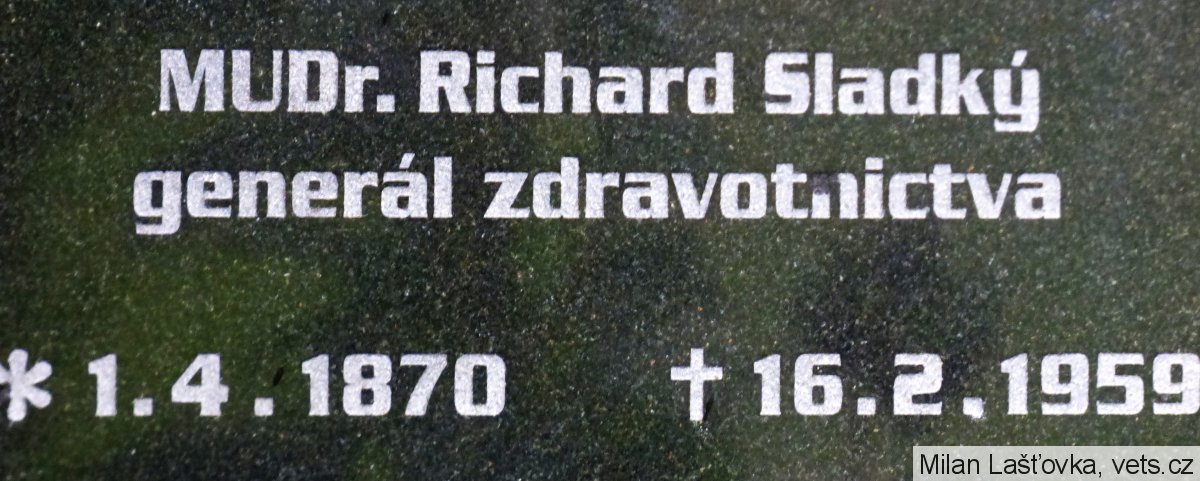 MUDr. Richard Sladký
generál zdravotnictva
* 1.4.1870 † 16.2.1959
Milan Lašťovka, vets.cz